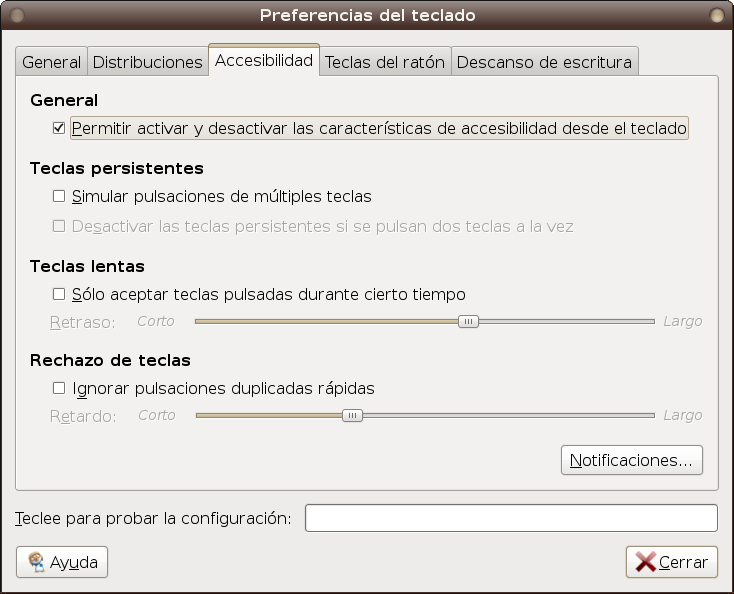 Preferencias del teclado
General Distribuciones Accesibilidad Teclas del ratón Descanso de escritura
General
Permitir activar y desactivar las características de accesibilidad desde el teclado
Teclas persistentes
Simular pulsaciones de múltiples teclas
Desactivar las teclas persistentes si se pulsan dos teclas a la vez
Teclas lentas
Sólo aceptar teclas pulsadas durante cierto tiempo
Retraso: Corto Largo
Rechazo de teclas
Ignorar pulsaciones duplicadas rápidas
Retardo: Corto Largo
Notificaciones...
Teclee para probar la configuración:
Ayuda Cerrar